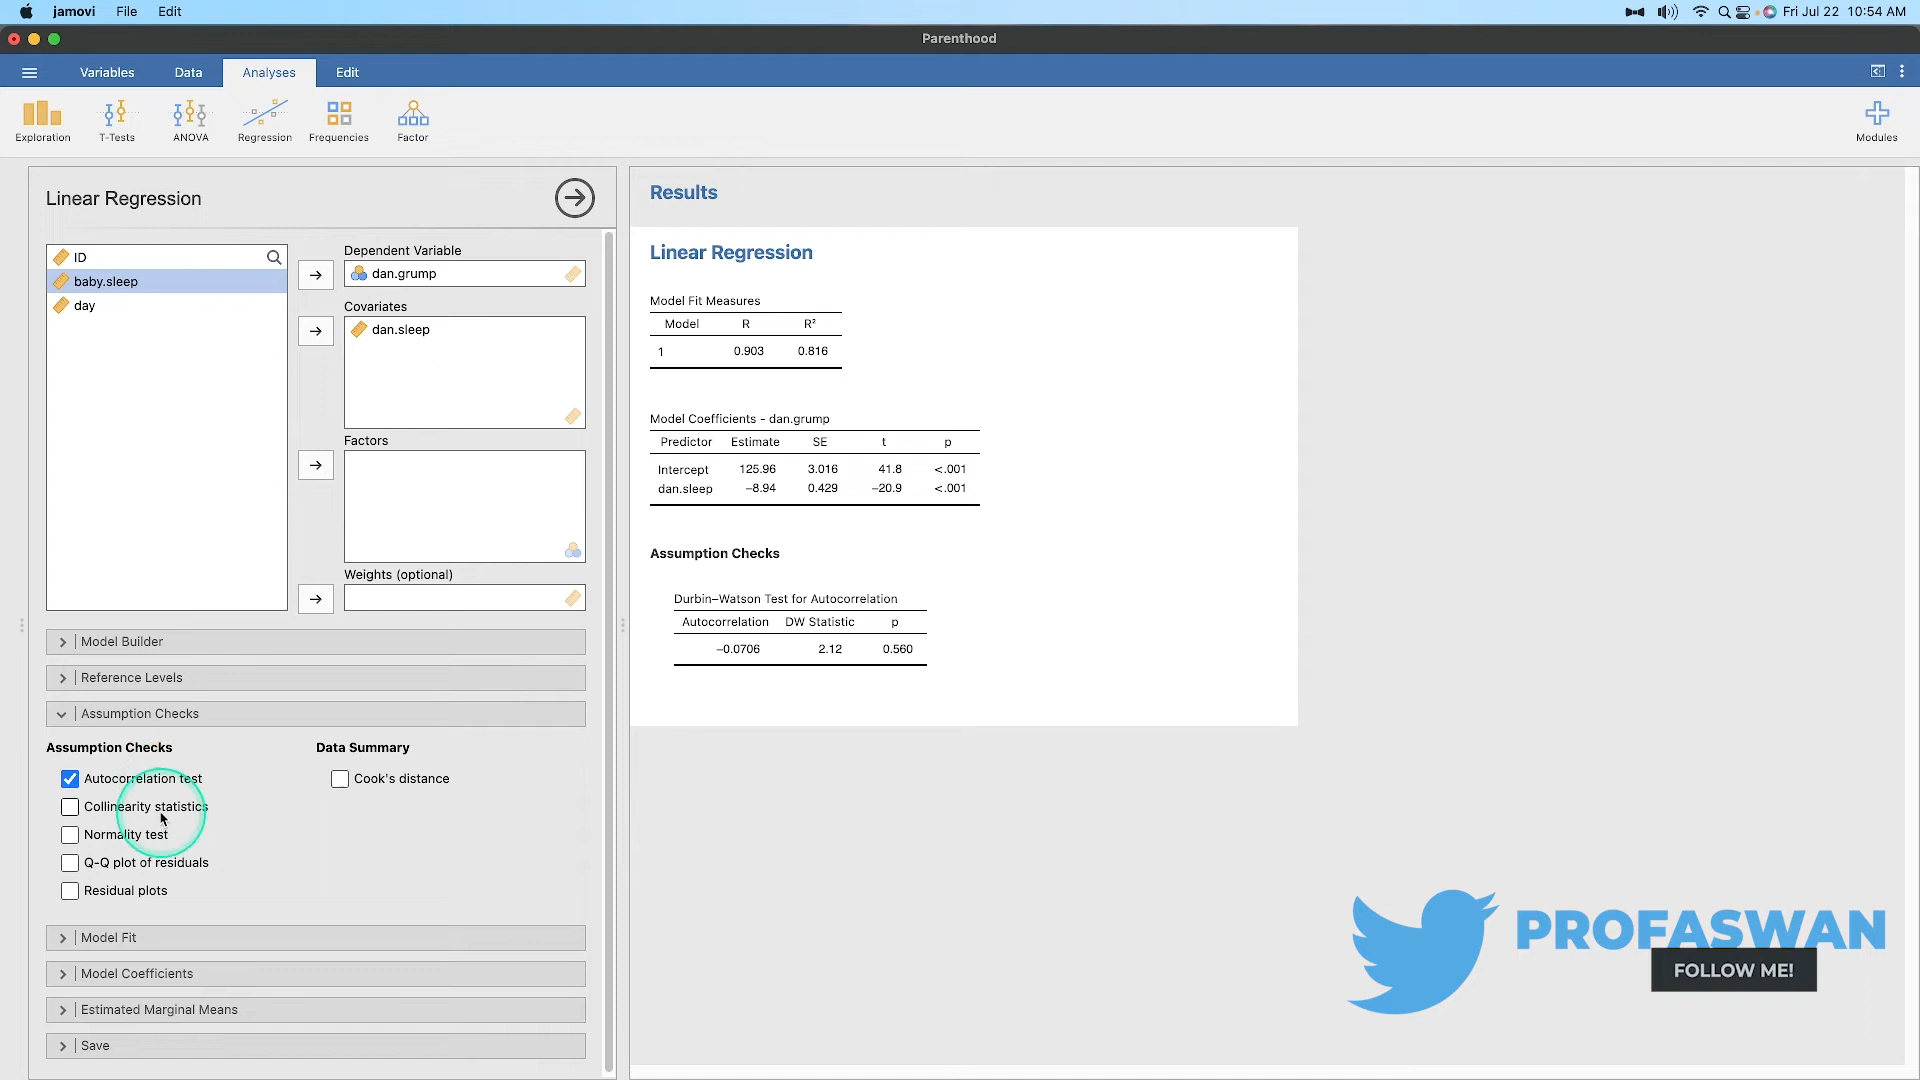 jamovi File Edit
Fri Jul 22 10:54 AM
Parenthood
Variables Data Analyses Edit
Exploration T-Tests ANOVA Regression Frequencies Factor Modules
Linear Regression
ID
baby.sleep
day
Dependent Variable
dan.grump
Covariates
dan.sleep
Factors
Weights (optional)
Model Builder
Reference Levels
Assumption Checks
Assumption Checks Data Summary
Autocorrelation test Cook's distance
Collinearity statistics
Normality test
Q-Q plot of residuals
Residual plots
Model Fit
Model Coefficients
Estimated Marginal Means
Save
Results
Linear Regression
Model Fit Measures
Model R R²
1 0.903 0.816
Model Coefficients - dan.grump
Predictor Estimate SE t p
Intercept 125.96 3.016 41.8 <.001
dan.sleep −8.94 0.429 −20.9 <.001
Assumption Checks
Durbin–Watson Test for Autocorrelation
Autocorrelation DW Statistic p
−0.0706 2.12 0.560
PROFASWAN
FOLLOW ME!